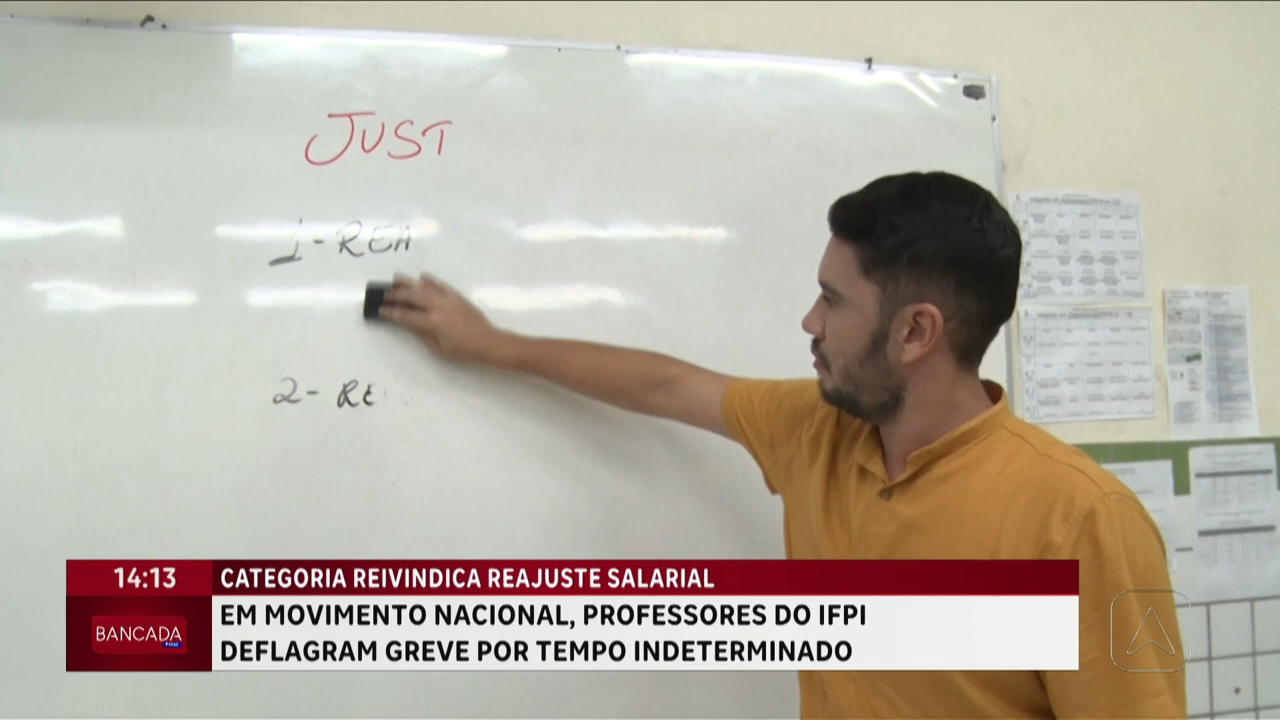 JUST
1- REA
2- RE
14:13
CATEGORIA REIVINDICA REAJUSTE SALARIAL
BANCADA
PIAUÍ
EM MOVIMENTO NACIONAL, PROFESSORES DO IFPI
DEFLAGRAM GREVE POR TEMPO INDETERMINADO